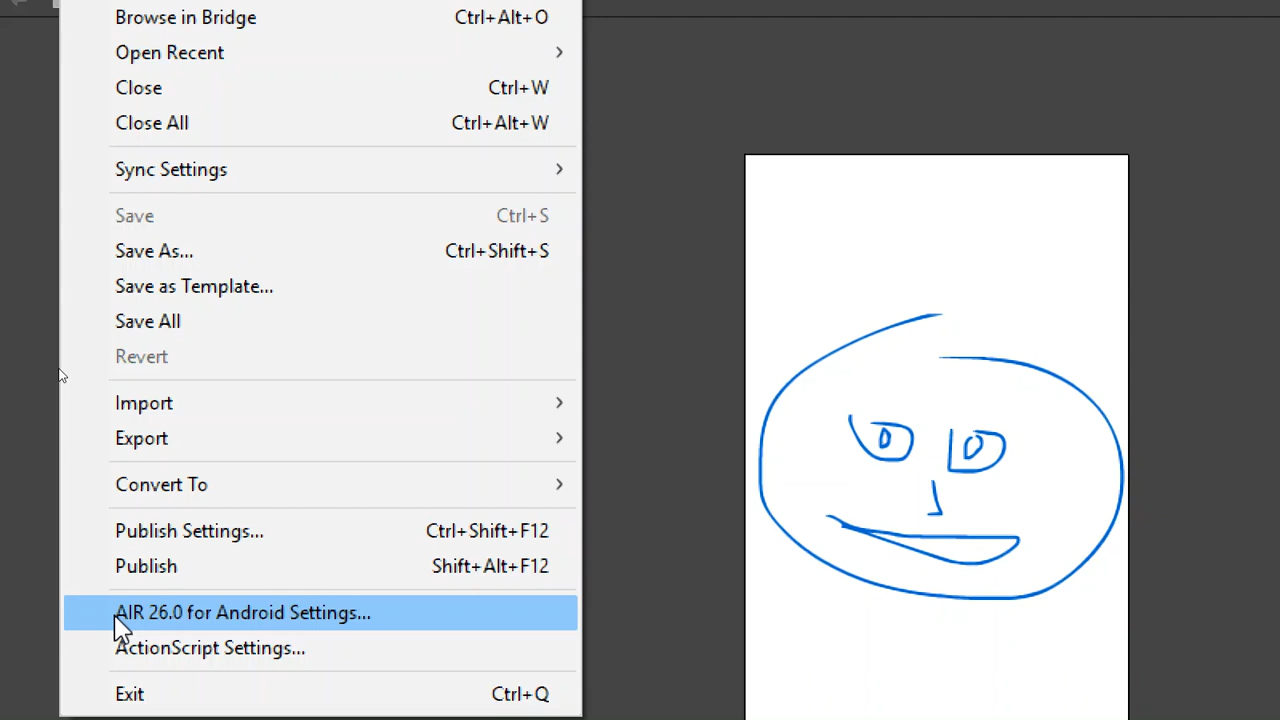 Browse in Bridge Ctrl+Alt+O
Open Recent
Close Ctrl+W
Close All Ctrl+Alt+W
Sync Settings
Save Ctrl+S
Save As... Ctrl+Shift+S
Save as Template...
Save All
Revert
Import
Export
Convert To
Publish Settings... Ctrl+Shift+F12
Publish Shift+Alt+F12
AIR 26.0 for Android Settings...
ActionScript Settings...
Exit Ctrl+Q